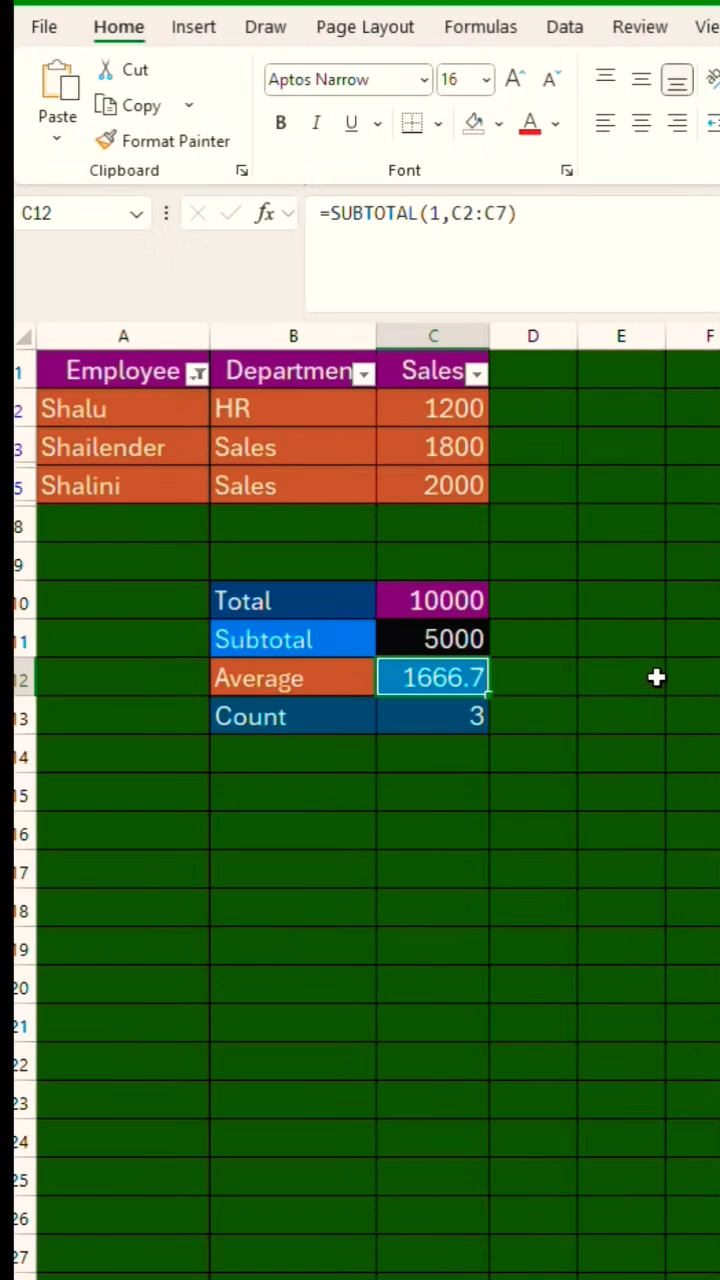 File Home Insert Draw Page Layout Formulas Data Review
Cut
Aptos Narrow 16 A A
Copy
Paste
Format Painter
B I U A
Clipboard Font
C12 fx =SUBTOTAL(1,C2:C7)
A B C D E F
1 Employee Departmen Sales
2 Shalu HR 1200
3 Shailender Sales 1800
5 Shalini Sales 2000
8
9
10 Total 10000
11 Subtotal 5000
12 Average 1666.7
13 Count 3
14
15
16
17
18
19
20
21
22
23
24
25
26
27